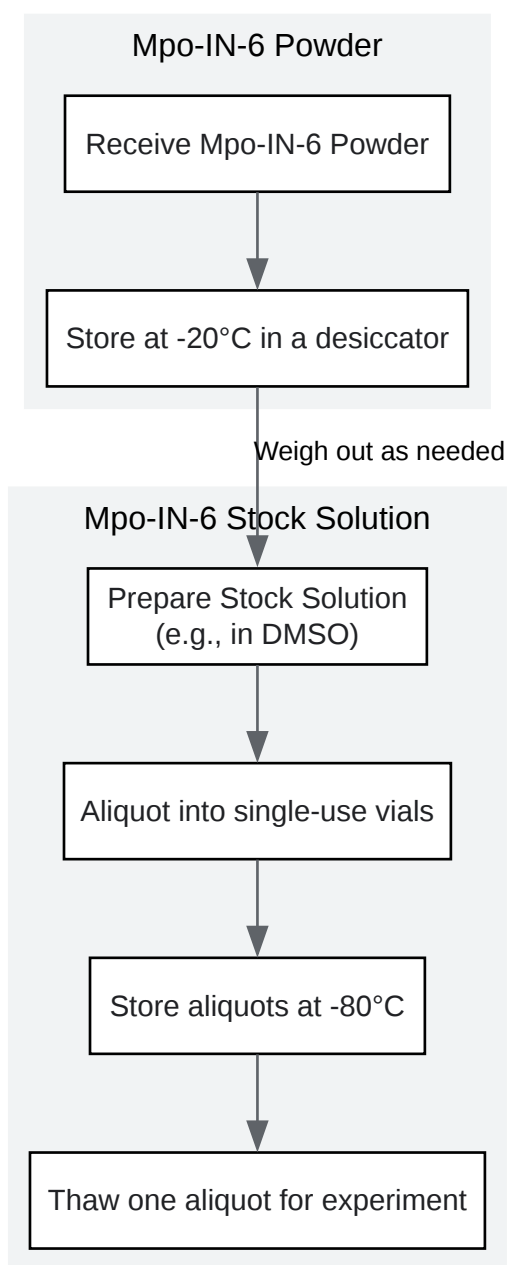 Mpo-IN-6 Powder
Receive Mpo-IN-6 Powder
Store at -20°C in a desiccator
Weigh out as needed
Mpo-IN-6 Stock Solution
Prepare Stock Solution
(e.g., in DMSO)
Aliquot into single-use vials
Store aliquots at -80°C
Thaw one aliquot for experiment